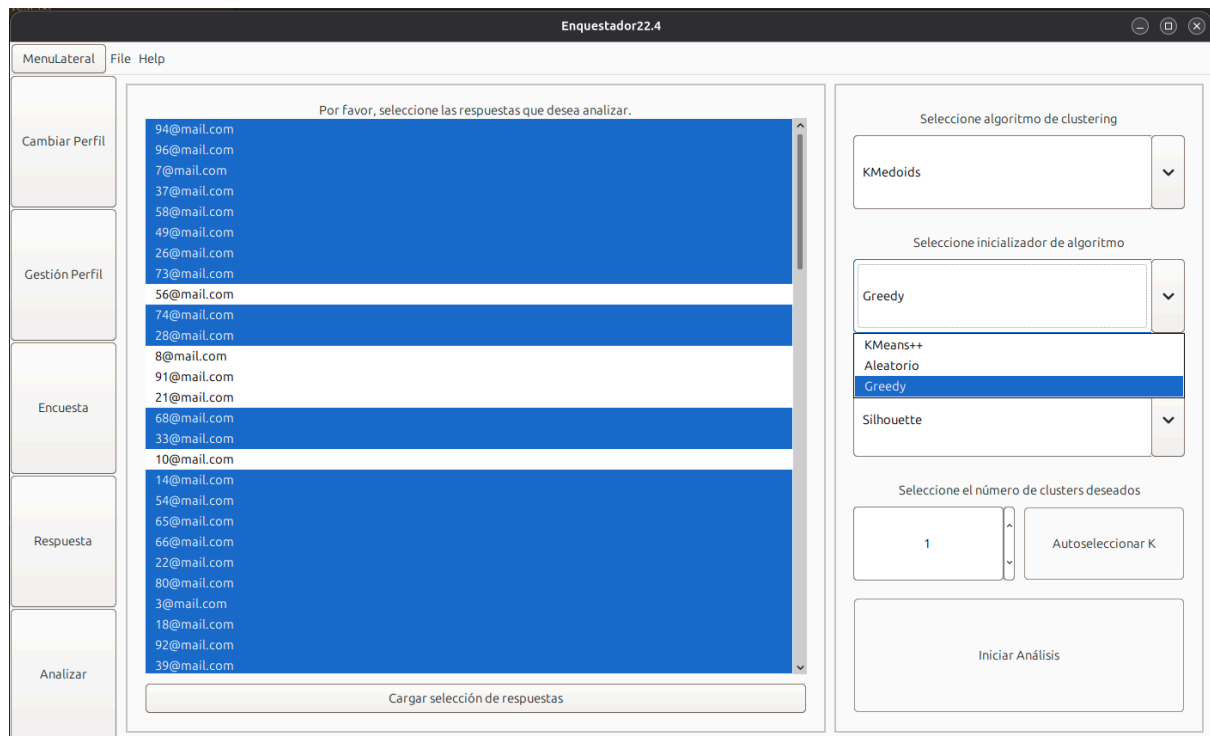 Enquestador22.4
MenuLateral File Help
Cambiar Perfil
Gestión Perfil
Encuesta
Respuesta
Analizar
Por favor, seleccione las respuestas que desea analizar.
94@mail.com
96@mail.com
7@mail.com
37@mail.com
58@mail.com
49@mail.com
26@mail.com
73@mail.com
56@mail.com
74@mail.com
28@mail.com
8@mail.com
91@mail.com
21@mail.com
68@mail.com
33@mail.com
10@mail.com
14@mail.com
54@mail.com
65@mail.com
66@mail.com
22@mail.com
80@mail.com
3@mail.com
18@mail.com
92@mail.com
39@mail.com
Cargar selección de respuestas
Seleccione algoritmo de clustering
KMedoids
Seleccione inicializador de algoritmo
Greedy
KMeans++
Aleatorio
Greedy
Silhouette
Seleccione el número de clusters deseados
1
Autoseleccionar K
Iniciar Análisis